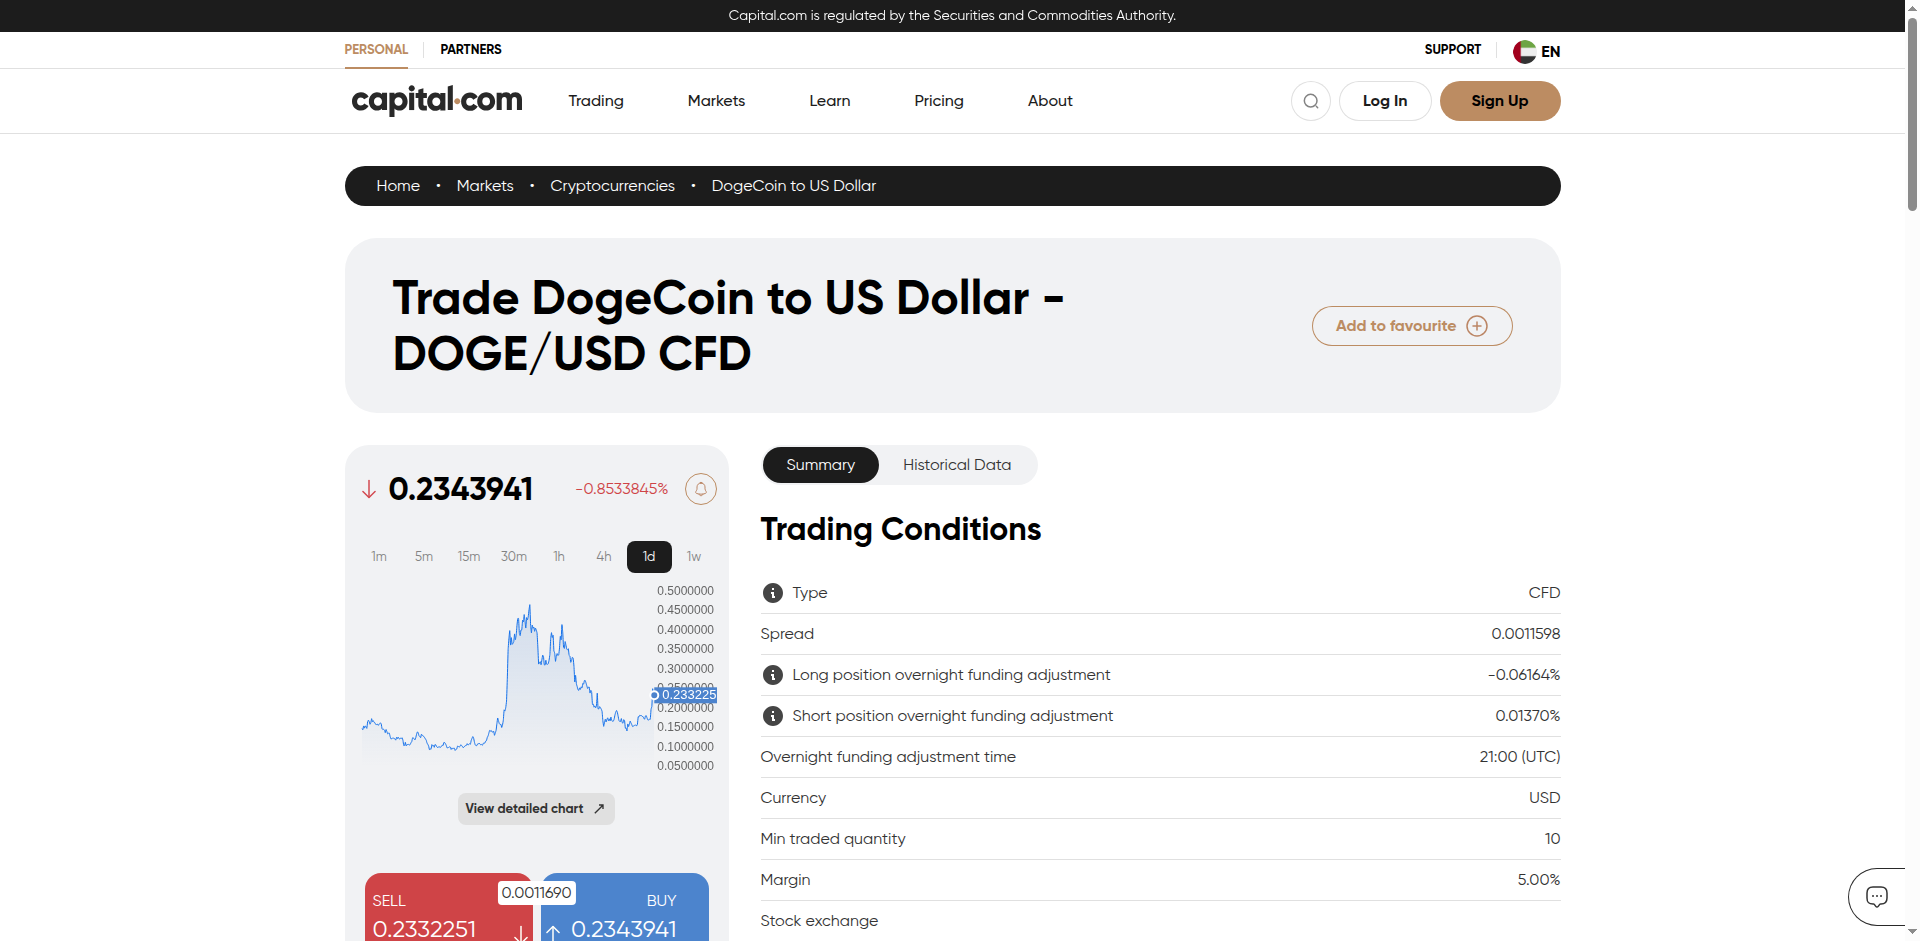 Capital.com is regulated by the Securities and Commodities Authority.
PERSONAL
PARTNERS
SUPPORT
EN
capital.com
Trading
Markets
Learn
Pricing
About
Log In
Sign Up
Home • Markets • Cryptocurrencies • DogeCoin to US Dollar
Trade DogeCoin to US Dollar -
DOGE/USD CFD
Add to favourite
0.2343941
-0.8533845%
1m 5m 15m 30m 1h 4h 1d 1w
0.5000000
0.4500000
0.4000000
0.3500000
0.3000000
0.233225
0.2000000
0.1500000
0.1000000
0.0500000
View detailed chart
SELL
0.2332251
0.0011690
BUY
0.2343941
Summary
Historical Data
Trading Conditions
Type CFD
Spread 0.0011598
Long position overnight funding adjustment -0.06164%
Short position overnight funding adjustment 0.01370%
Overnight funding adjustment time 21:00 (UTC)
Currency USD
Min traded quantity 10
Margin 5.00%
Stock exchange